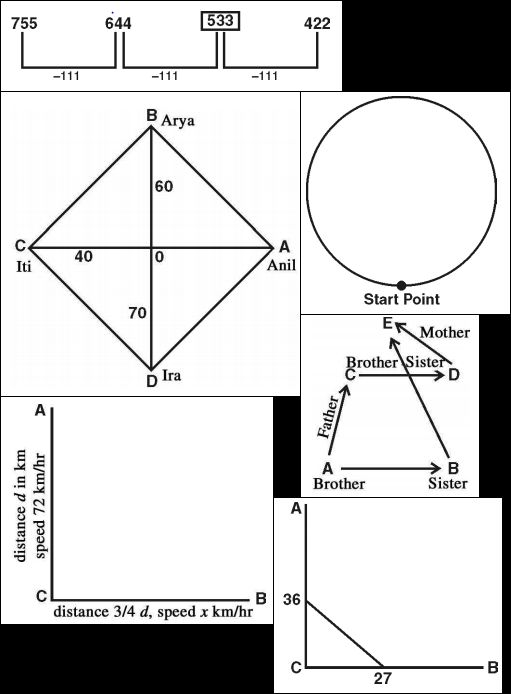 755 644 533 422
–111 –111 –111
B Arya
60
C 40 0 A
Iti Anil
70
D Ira
Start Point
E
Mother
Brother Sister
C D
Father
A B
Brother Sister
A
distance d in km
speed 72 km/hr
C B
distance 3/4 d, speed x km/hr
A
36
C B
27